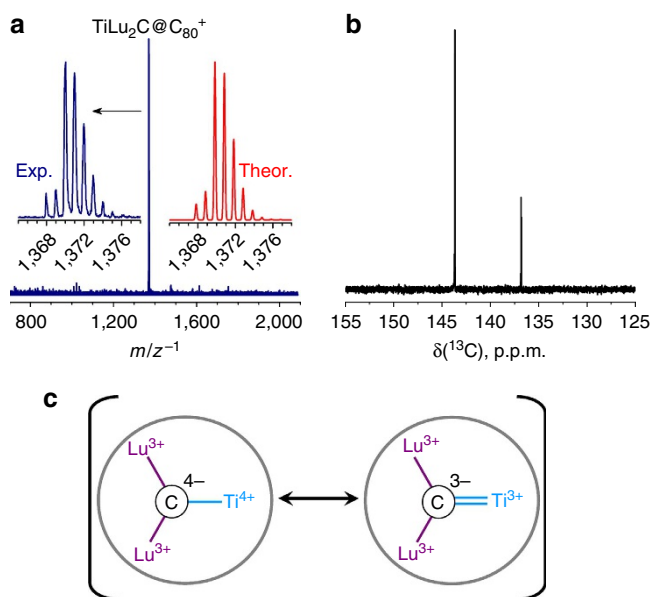 a
TiLu₂C@C₈₀⁺
Exp.
Theor.
1,368
1,372
1,376
1,368
1,372
1,376
800
1,200
1,600
2,000
m/z⁻¹
b
155
150
145
140
135
130
125
δ(¹³C), p.p.m.
c
Lu³⁺
4–
C
Ti⁴⁺
Lu³⁺
Lu³⁺
3–
C
Ti³⁺
Lu³⁺